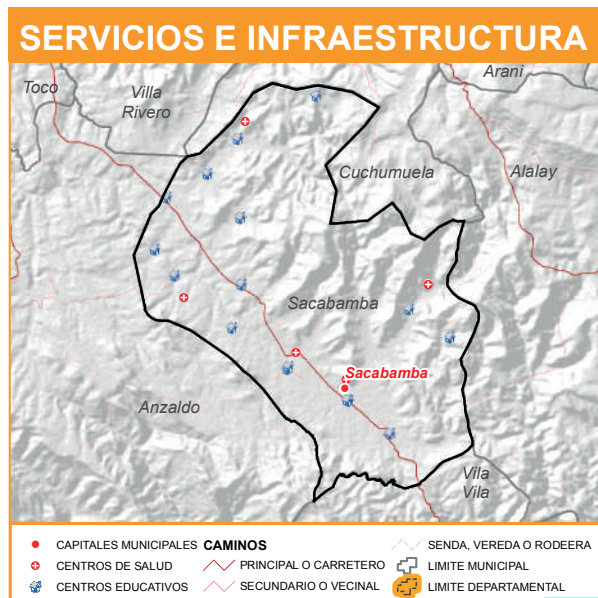 SERVICIOS E INFRAESTRUCTURA
Toco
Villa
Rivero
Arani
Cuchumuela
Alalay
Sacabamba
Sacabamba
Anzaldo
Vila
Vila
CAPITALES MUNICIPALES
CENTROS DE SALUD
CENTROS EDUCATIVOS
CAMINOS
PRINCIPAL O CARRETERO
SECUNDARIO O VECINAL
SENDA, VEREDA O RODEERA
LIMITE MUNICIPAL
LIMITE DEPARTAMENTAL